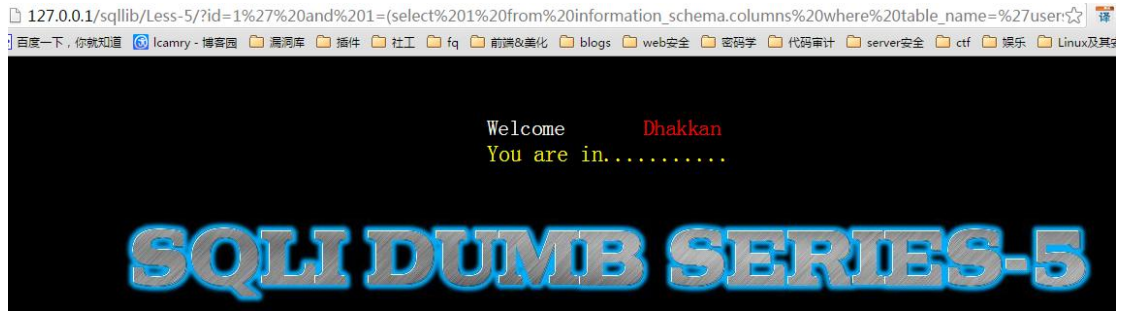 127.0.0.1/sqllib/Less-5/?id=1%27%20and%201=(select%201%20from%20information_schema.columns%20where%20table_name=%27user 译
百度一下，你就知道 lcamry - 博客园 漏洞库 插件 社工 fq 前端&美化 blogs web安全 密码学 代码审计 server安全 ctf 娱乐 Linux及其安
Welcome Dhakkan
You are in...........
SQLI DUMB SERIES-5